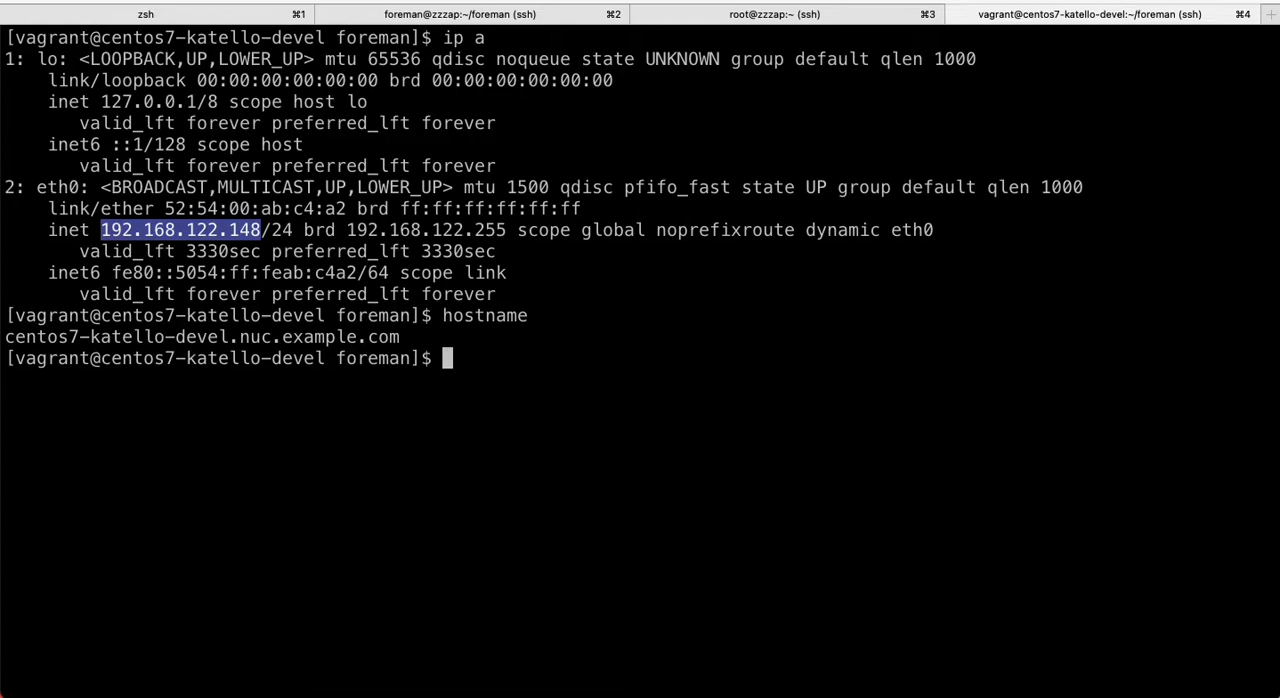 zsh ⌘1 foreman@zzzap:~/foreman (ssh) ⌘2 root@zzzap:~ (ssh) ⌘3 vagrant@centos7-katello-devel:~/foreman (ssh) ⌘4 +
[vagrant@centos7-katello-devel foreman]$ ip a
1: lo: <LOOPBACK,UP,LOWER_UP> mtu 65536 qdisc noqueue state UNKNOWN group default qlen 1000
    link/loopback 00:00:00:00:00:00 brd 00:00:00:00:00:00
    inet 127.0.0.1/8 scope host lo
       valid_lft forever preferred_lft forever
    inet6 ::1/128 scope host
       valid_lft forever preferred_lft forever
2: eth0: <BROADCAST,MULTICAST,UP,LOWER_UP> mtu 1500 qdisc pfifo_fast state UP group default qlen 1000
    link/ether 52:54:00:ab:c4:a2 brd ff:ff:ff:ff:ff:ff
    inet 192.168.122.148/24 brd 192.168.122.255 scope global noprefixroute dynamic eth0
       valid_lft 3330sec preferred_lft 3330sec
    inet6 fe80::5054:ff:feab:c4a2/64 scope link
       valid_lft forever preferred_lft forever
[vagrant@centos7-katello-devel foreman]$ hostname
centos7-katello-devel.nuc.example.com
[vagrant@centos7-katello-devel foreman]$